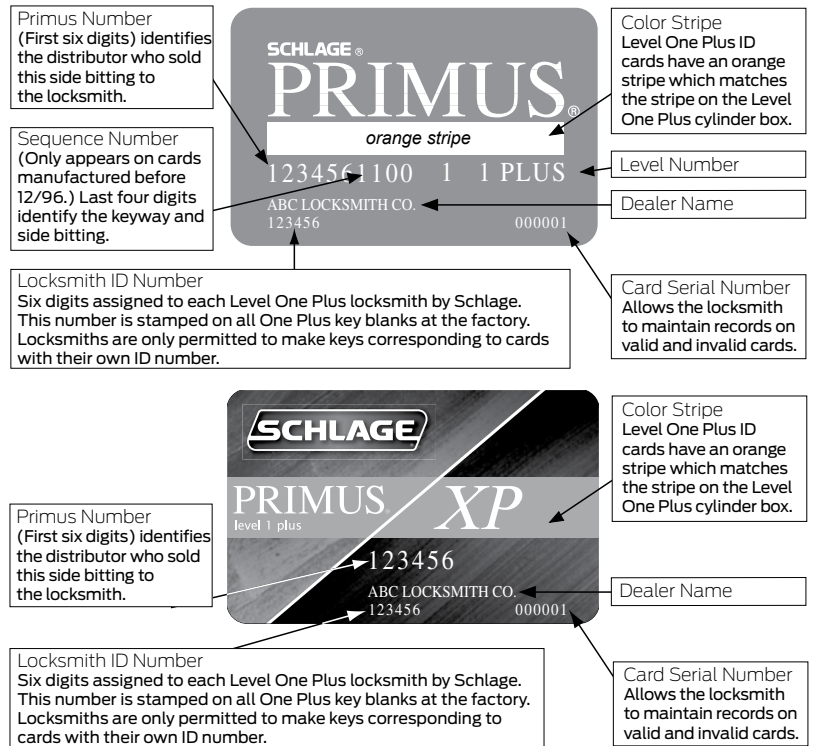 Primus Number
(First six digits) identifies
the distributor who sold
this side bitting to
the locksmith.
Sequence Number
(Only appears on cards
manufactured before
12/96.) Last four digits
identify the keyway and
side bitting.
SCHLAGE ®
PRIMUS®
orange stripe
1234561100 1 1 PLUS
ABC LOCKSMITH CO.
123456 000001
Color Stripe
Level One Plus ID
cards have an orange
stripe which matches
the stripe on the Level
One Plus cylinder box.
Level Number
Dealer Name
Locksmith ID Number
Six digits assigned to each Level One Plus locksmith by Schlage.
This number is stamped on all One Plus key blanks at the factory.
Locksmiths are only permitted to make keys corresponding to cards
with their own ID number.
Card Serial Number
Allows the locksmith
to maintain records on
valid and invalid cards.
SCHLAGE
PRIMUS® XP
level 1 plus
123456
ABC LOCKSMITH CO.
123456 000001
Color Stripe
Level One Plus ID
cards have an orange
stripe which matches
the stripe on the Level
One Plus cylinder box.
Primus Number
(First six digits) identifies
the distributor who sold
this side bitting to
the locksmith.
Dealer Name
Locksmith ID Number
Six digits assigned to each Level One Plus locksmith by Schlage.
This number is stamped on all One Plus key blanks at the factory.
Locksmiths are only permitted to make keys corresponding to
cards with their own ID number.
Card Serial Number
Allows the locksmith
to maintain records on
valid and invalid cards.